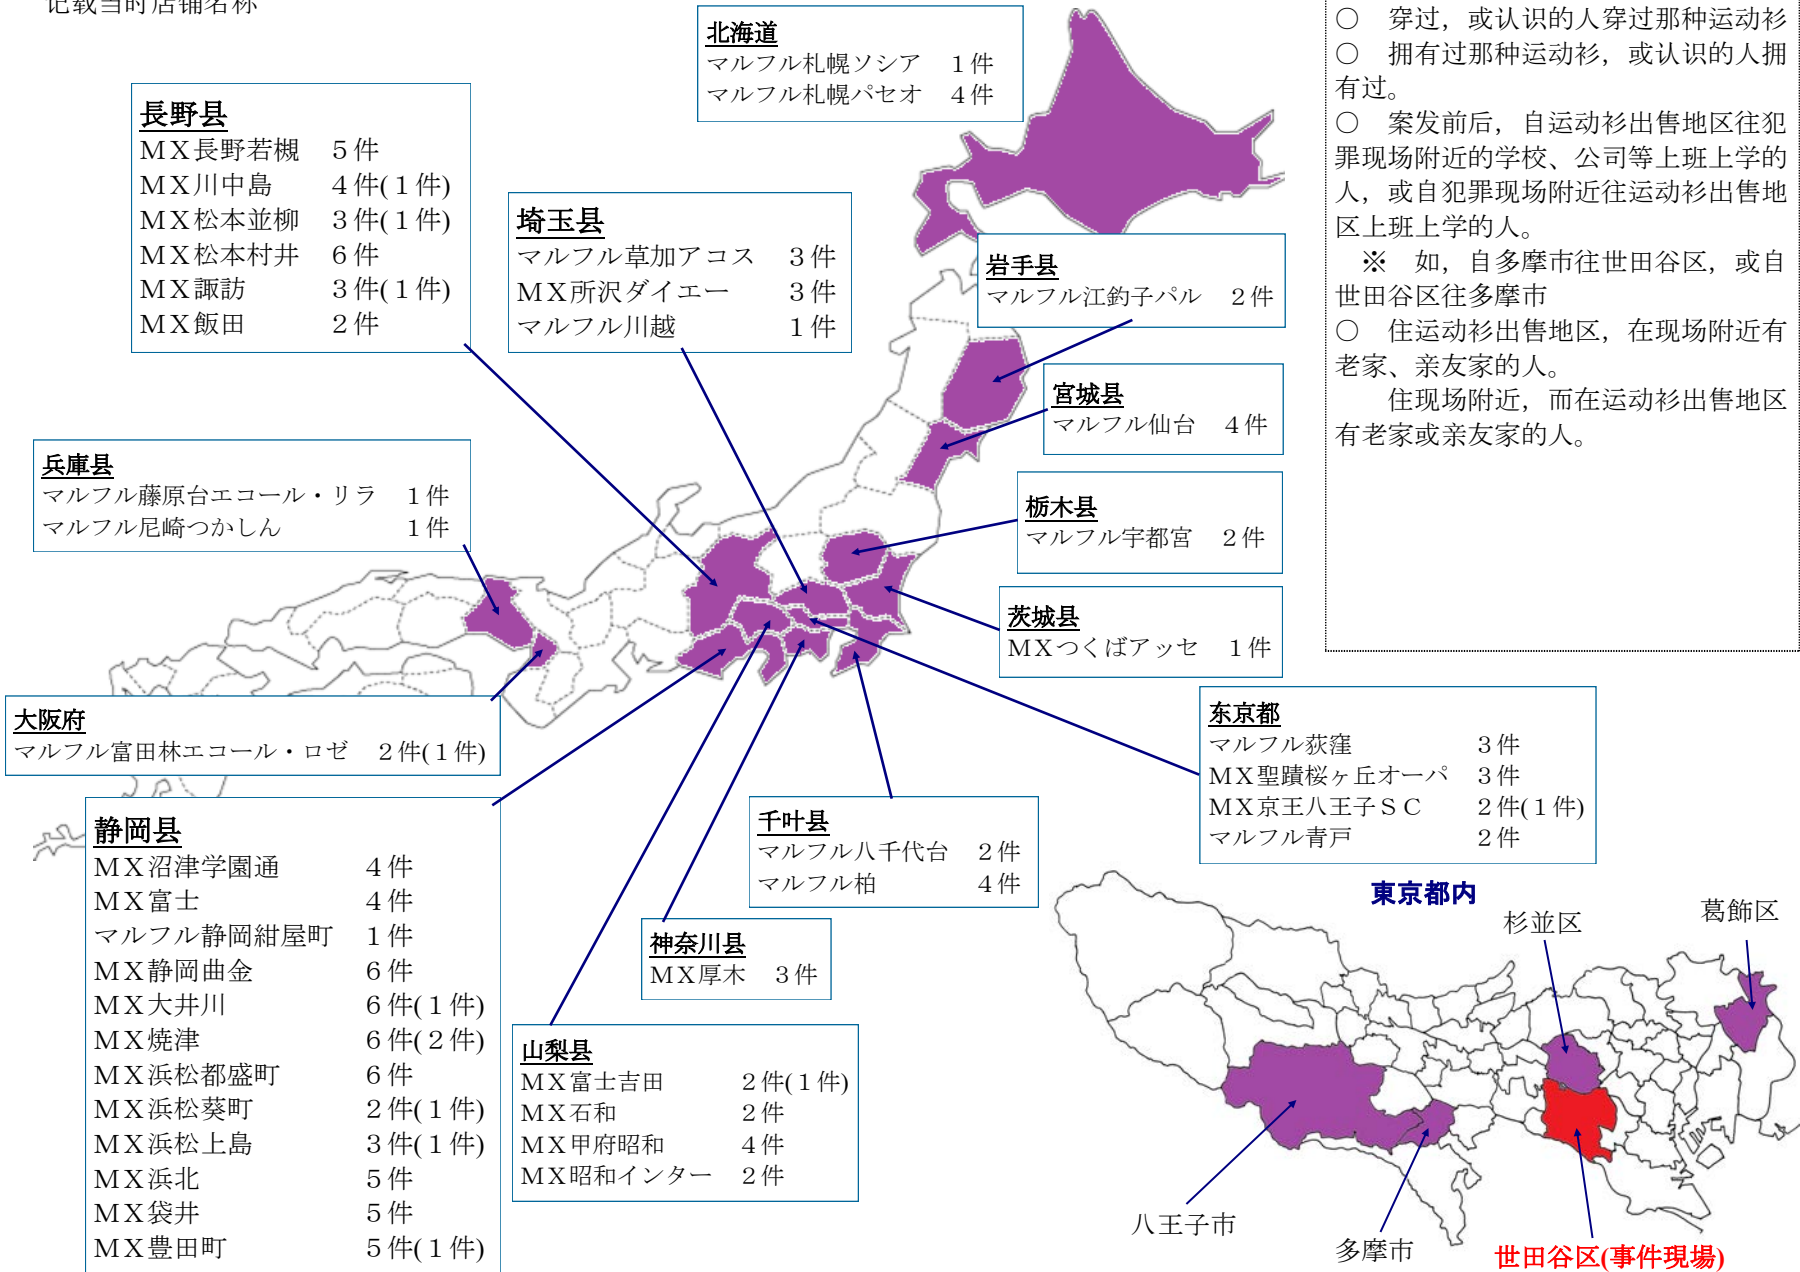 记载当时店铺名称
北海道
マルフル札幌ソシア　1件
マルフル札幌パセオ　4件
長野县
MX長野若槻　5件
MX川中島　4件(1件)
MX松本並柳　3件(1件)
MX松本村井　6件
MX諏訪　3件(1件)
MX飯田　2件
埼玉县
マルフル草加アコス　3件
MX所沢ダイエー　3件
マルフル川越　1件
岩手县
マルフル江釣子パル　2件
宮城县
マルフル仙台　4件
栃木县
マルフル宇都宮　2件
茨城县
MXつくばアッセ　1件
兵庫县
マルフル藤原台エコール・リラ　1件
マルフル尼崎つかしん　1件
大阪府
マルフル富田林エコール・ロゼ　2件(1件)
静岡县
MX沼津学園通　4件
MX富士　4件
マルフル静岡紺屋町　1件
MX静岡曲金　6件
MX大井川　6件(1件)
MX焼津　6件(2件)
MX浜松都盛町　6件
MX浜松葵町　2件(1件)
MX浜松上島　3件(1件)
MX浜北　5件
MX袋井　5件
MX豊田町　5件(1件)
山梨县
MX富士吉田　2件(1件)
MX石和　2件
MX甲府昭和　4件
MX昭和インター　2件
神奈川县
MX厚木　3件
千叶县
マルフル八千代台　2件
マルフル柏　4件
东京都
マルフル荻窪　3件
MX聖蹟桜ヶ丘オーパ　3件
MX京王八王子SC　2件(1件)
マルフル青戸　2件
○　穿过，或认识的人穿过那种运动衫
○　拥有过那种运动衫，或认识的人拥
有过。
○　案发前后，自运动衫出售地区往犯
罪现场附近的学校、公司等上班上学的
人，或自犯罪现场附近往运动衫出售地
区上班上学的人。
※　如，自多摩市往世田谷区，或自
世田谷区往多摩市
○　住运动衫出售地区，在现场附近有
老家、亲友家的人。
住现场附近，而在运动衫出售地区
有老家或亲友家的人。
東京都内
杉並区
葛飾区
八王子市
多摩市
世田谷区(事件現場)